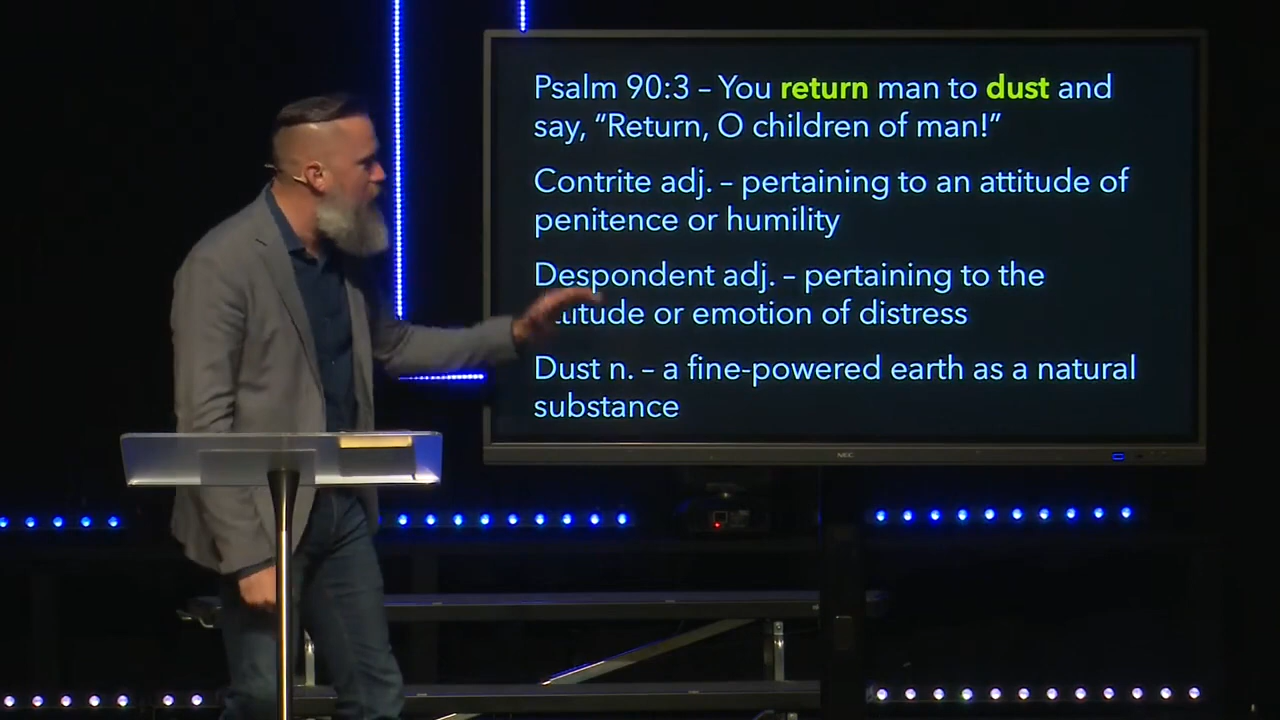 Psalm 90:3 – You return man to dust and
say, “Return, O children of man!”
Contrite adj. – pertaining to an attitude of
penitence or humility
Despondent adj. – pertaining to the
or emotion of distress
Dust n. – a fine-powered earth as a natural
substance
NEC